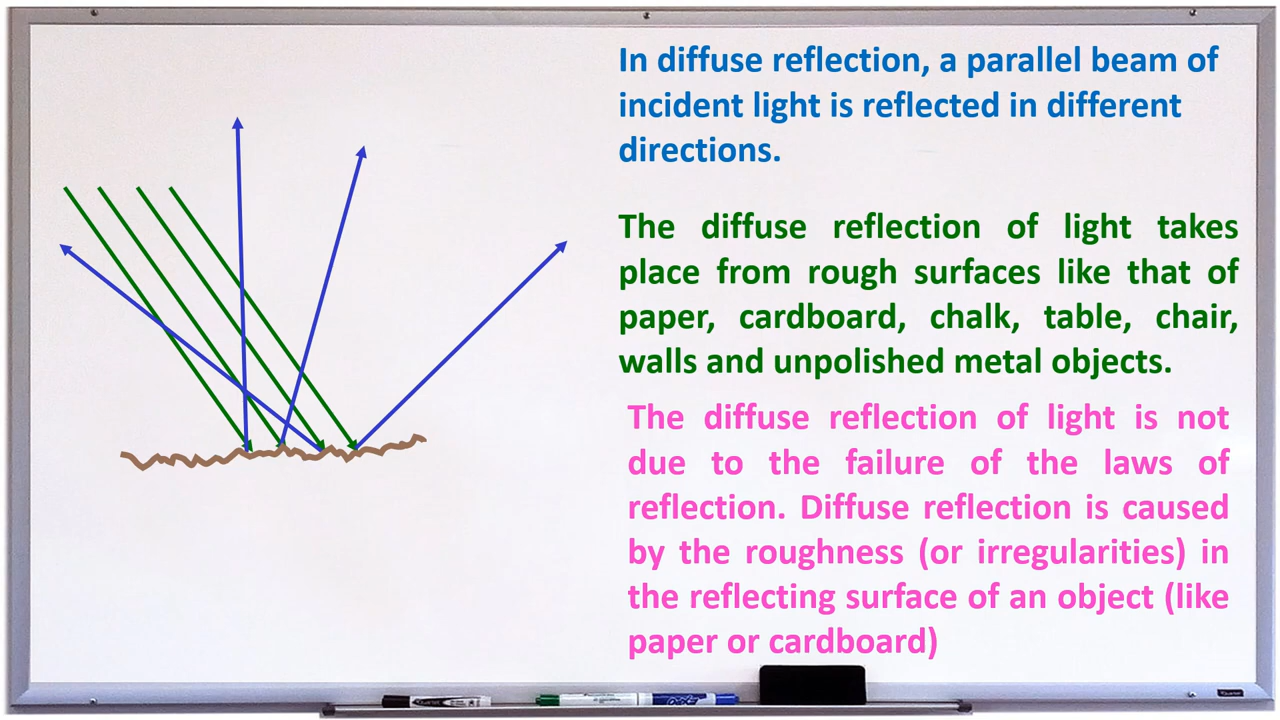 In diffuse reflection, a parallel beam of
incident light is reflected in different
directions.
The diffuse reflection of light takes
place from rough surfaces like that of
paper, cardboard, chalk, table, chair,
walls and unpolished metal objects.
The diffuse reflection of light is not
due to the failure of the laws of
reflection. Diffuse reflection is caused
by the roughness (or irregularities) in
the reflecting surface of an object (like
paper or cardboard)